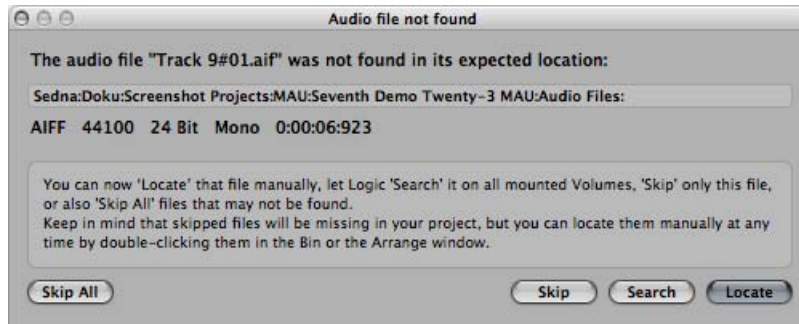 Audio file not found
The audio file "Track 9#01.aif" was not found in its expected location:
Sedna:Doku:Screenshot Projects:MAU:Seventh Demo Twenty-3 MAU:Audio Files:
AIFF 44100 24 Bit Mono 0:00:06:923
You can now 'Locate' that file manually, let Logic 'Search' it on all mounted Volumes, 'Skip' only this file,
or also 'Skip All' files that may not be found.
Keep in mind that skipped files will be missing in your project, but you can locate them manually at any
time by double-clicking them in the Bin or the Arrange window.
Skip All Skip Search Locate